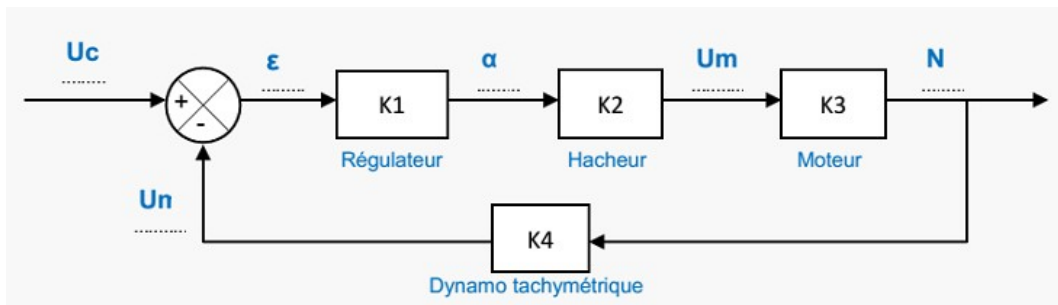 Uc
ε
α
Um
N
+
-
K1
K2
K3
Régulateur
Hacheur
Moteur
Un
K4
Dynamo tachymétrique